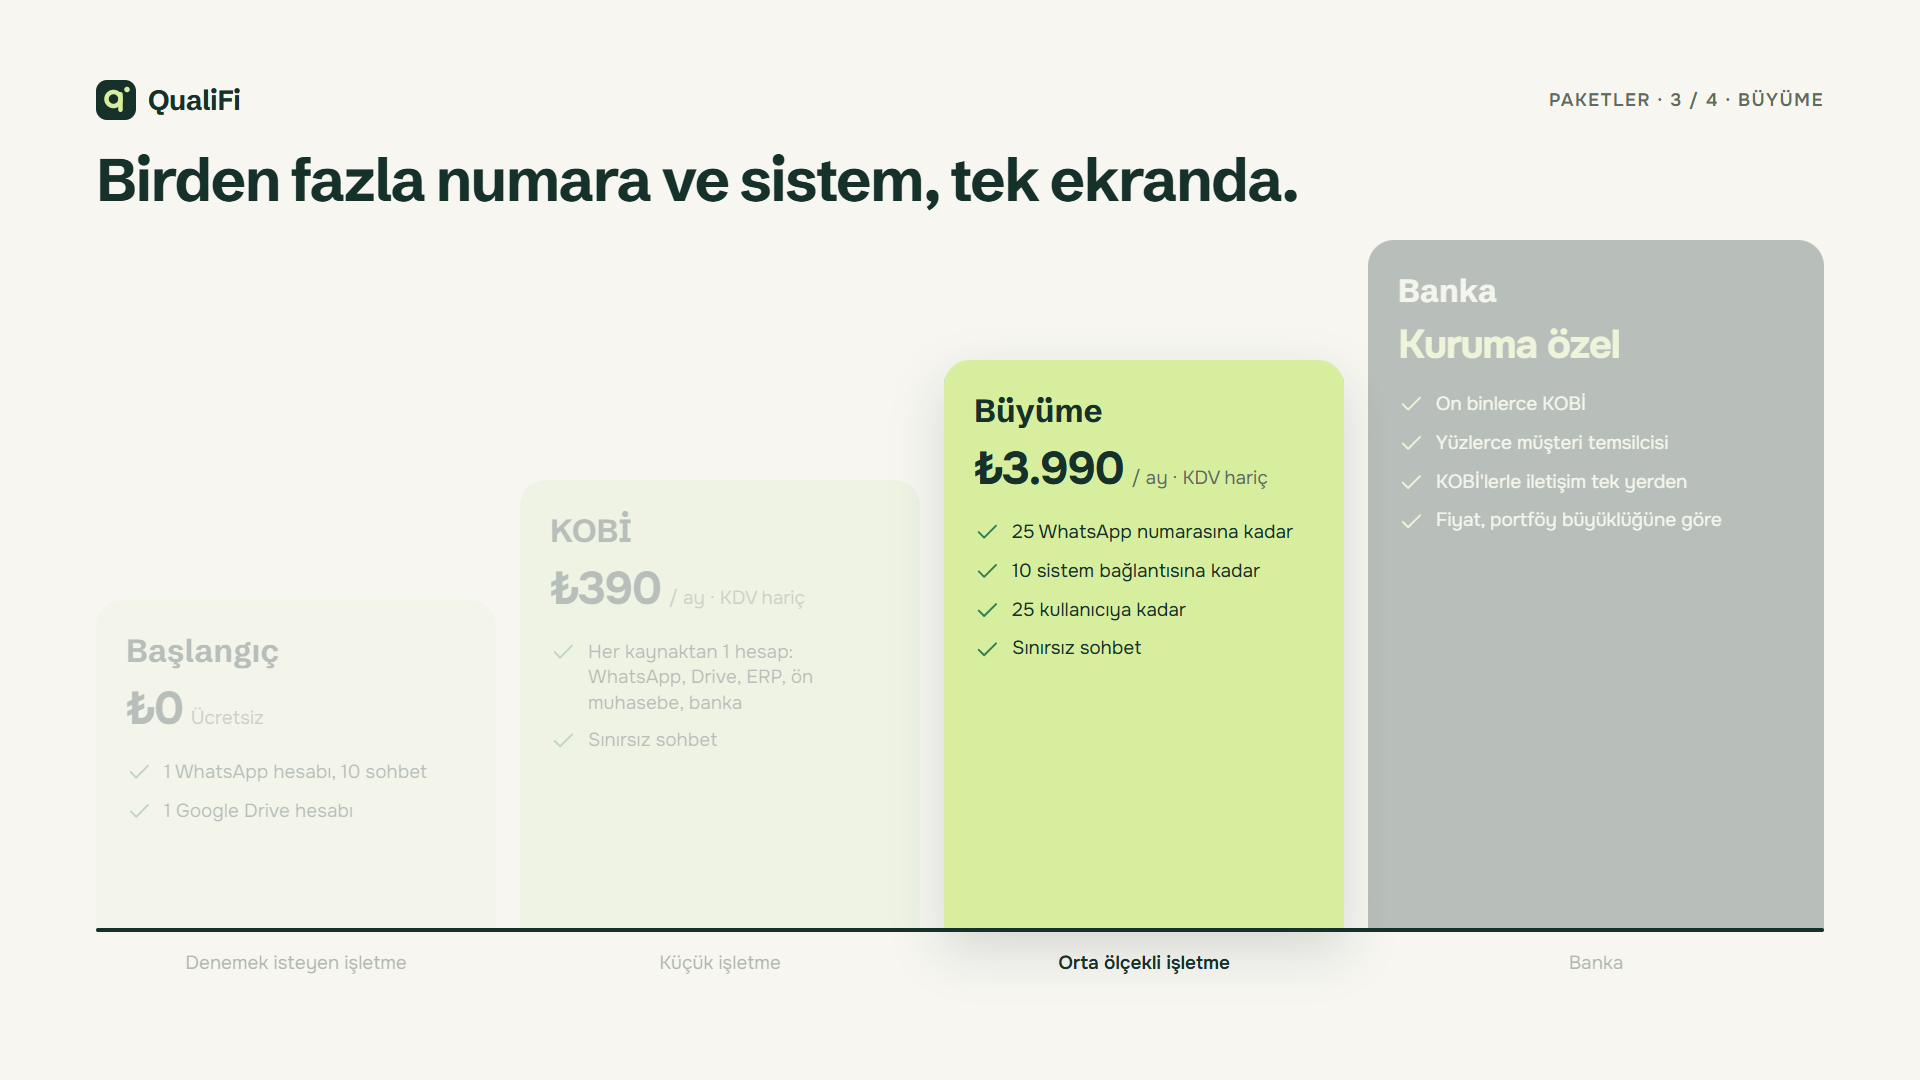 QualiFi
PAKETLER · 3 / 4 · BÜYÜME
Birden fazla numara ve sistem, tek ekranda.
Başlangıç
₺0 Ücretsiz
1 WhatsApp hesabı, 10 sohbet
1 Google Drive hesabı
KOBİ
₺390 / ay · KDV hariç
Her kaynaktan 1 hesap:
WhatsApp, Drive, ERP, ön
muhasebe, banka
Sınırsız sohbet
Büyüme
₺3.990 / ay · KDV hariç
25 WhatsApp numarasına kadar
10 sistem bağlantısına kadar
25 kullanıcıya kadar
Sınırsız sohbet
Banka
Kuruma özel
On binlerce KOBİ
Yüzlerce müşteri temsilcisi
KOBİ'lerle iletişim tek yerden
Fiyat, portföy büyüklüğüne göre
Denemek isteyen işletme
Küçük işletme
Orta ölçekli işletme
Banka